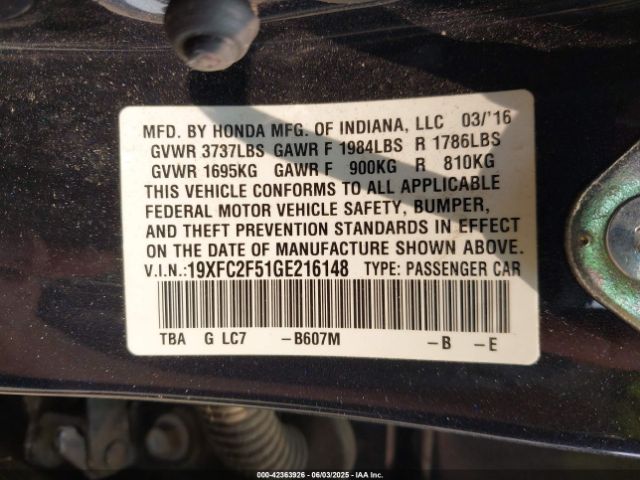 MFD. BY HONDA MFG. OF INDIANA, LLC 03/'16
GVWR 3737LBS GAWR F 1984LBS R 1786LBS
GVWR 1695KG GAWR F 900KG R 810KG
THIS VEHICLE CONFORMS TO ALL APPLICABLE
FEDERAL MOTOR VEHICLE SAFETY, BUMPER,
AND THEFT PREVENTION STANDARDS IN EFFECT
ON THE DATE OF MANUFACTURE SHOWN ABOVE.
V.I.N.:19XFC2F51GE216148 TYPE: PASSENGER CAR
TBA G LC7 –B607M –B –E
000-42363926 | 06/03/2025 - IAA Inc.